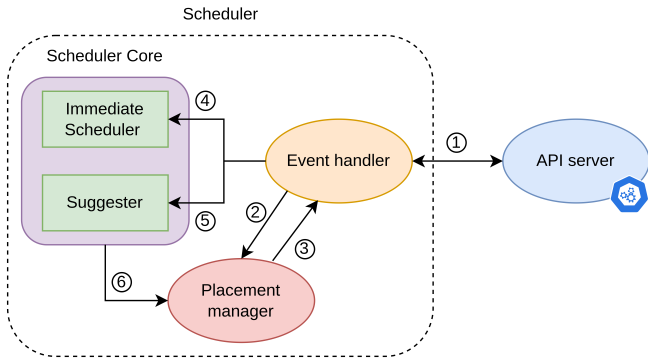 Scheduler
Scheduler Core
Immediate
Scheduler
④
①
Event handler
API server
Suggester
⑤
②
③
⑥
Placement
manager